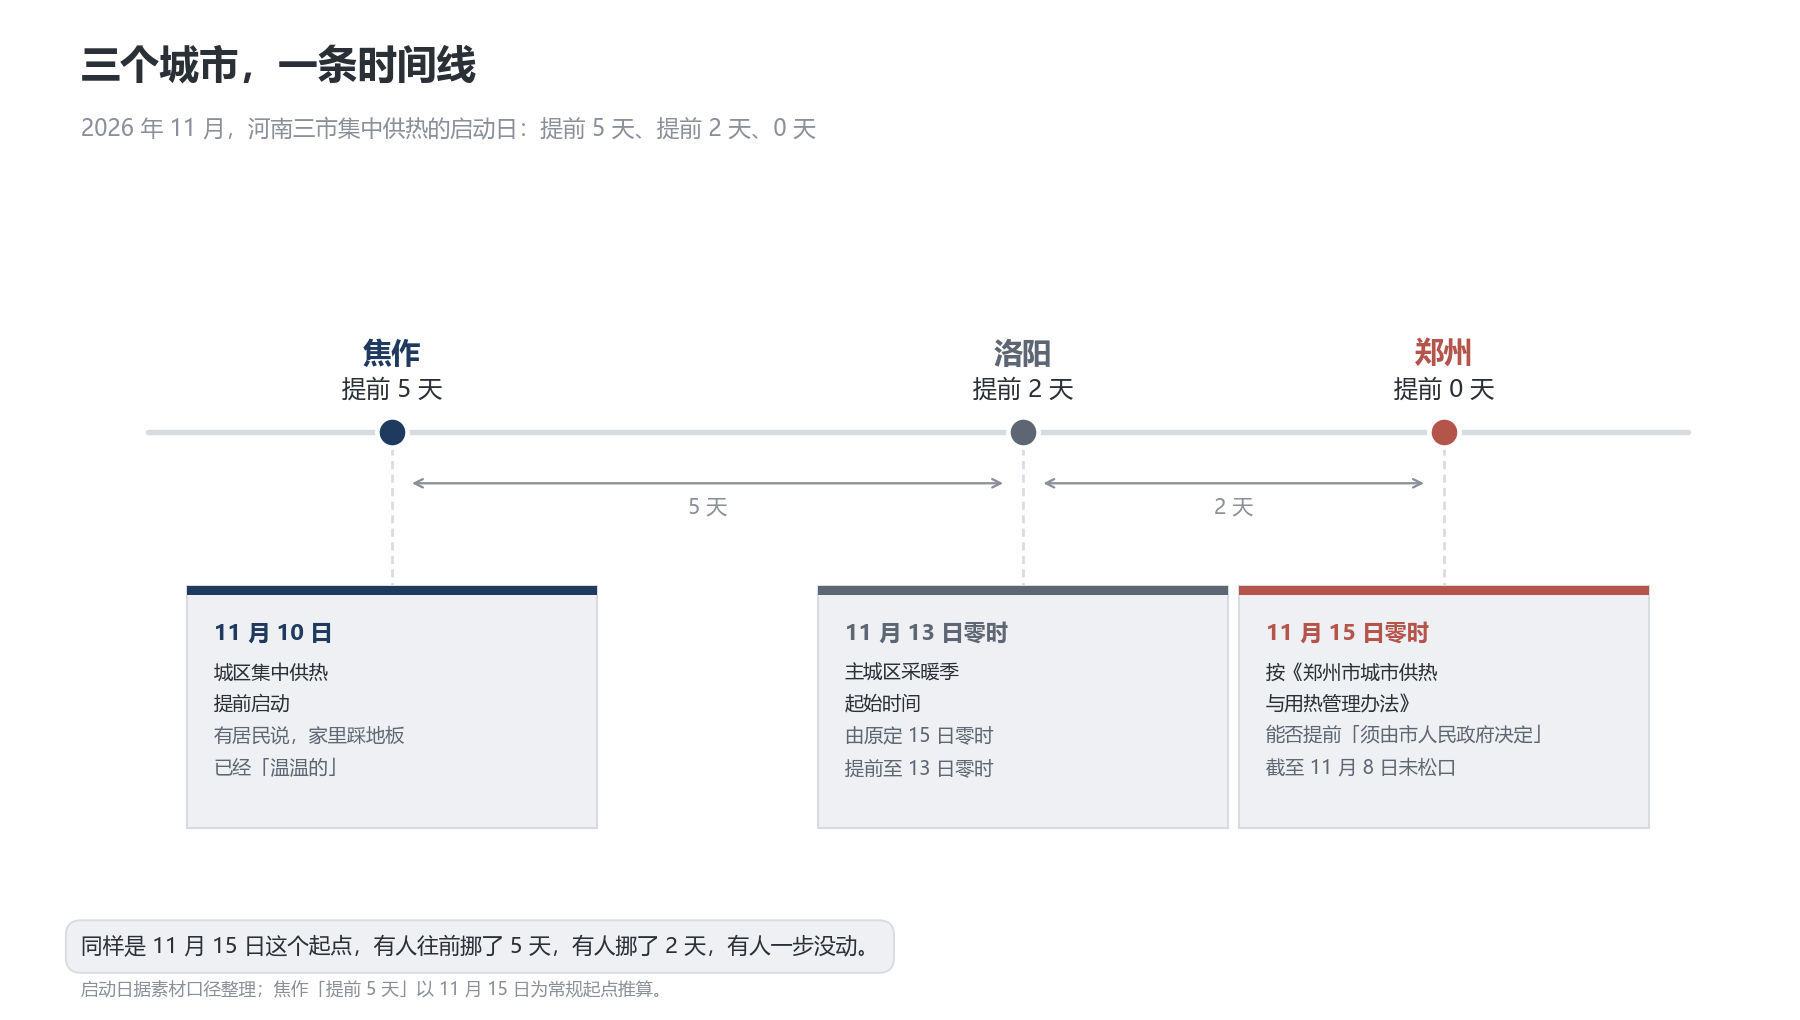 三个城市，一条时间线
2026 年 11 月，河南三市集中供热的启动日：提前 5 天、提前 2 天、0 天
焦作
提前 5 天
洛阳
提前 2 天
郑州
提前 0 天
5 天
2 天
11 月 10 日
城区集中供热
提前启动
有居民说，家里踩地板
已经「温温的」
11 月 13 日零时
主城区采暖季
起始时间
由原定 15 日零时
提前至 13 日零时
11 月 15 日零时
按《郑州市城市供热
与用热管理办法》
能否提前「须由市人民政府决定」
截至 11 月 8 日未松口
同样是 11 月 15 日这个起点，有人往前挪了 5 天，有人挪了 2 天，有人一步没动。
启动日据素材口径整理；焦作「提前 5 天」以 11 月 15 日为常规起点推算。